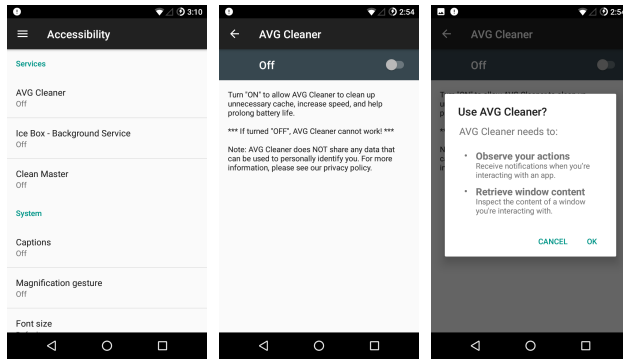 3:10
Accessibility
Services
AVG Cleaner
Off
Ice Box - Background Service
Off
Clean Master
Off
System
Captions
Off
Magnification gesture
Off
Font size
2:54
AVG Cleaner
Off
Turn "ON" to allow AVG Cleaner to clean up
unnecessary cache, increase speed, and help
prolong battery life.
*** If turned "OFF", AVG Cleaner cannot work! ***
Note: AVG Cleaner does NOT share any data that
can be used to personally identify you. For more
information, please see our privacy policy.
2:54
AVG Cleaner
Off
Use AVG Cleaner?
AVG Cleaner needs to:
• Observe your actions
Receive notifications when you're
interacting with an app.
• Retrieve window content
Inspect the content of a window
you're interacting with.
CANCEL OK